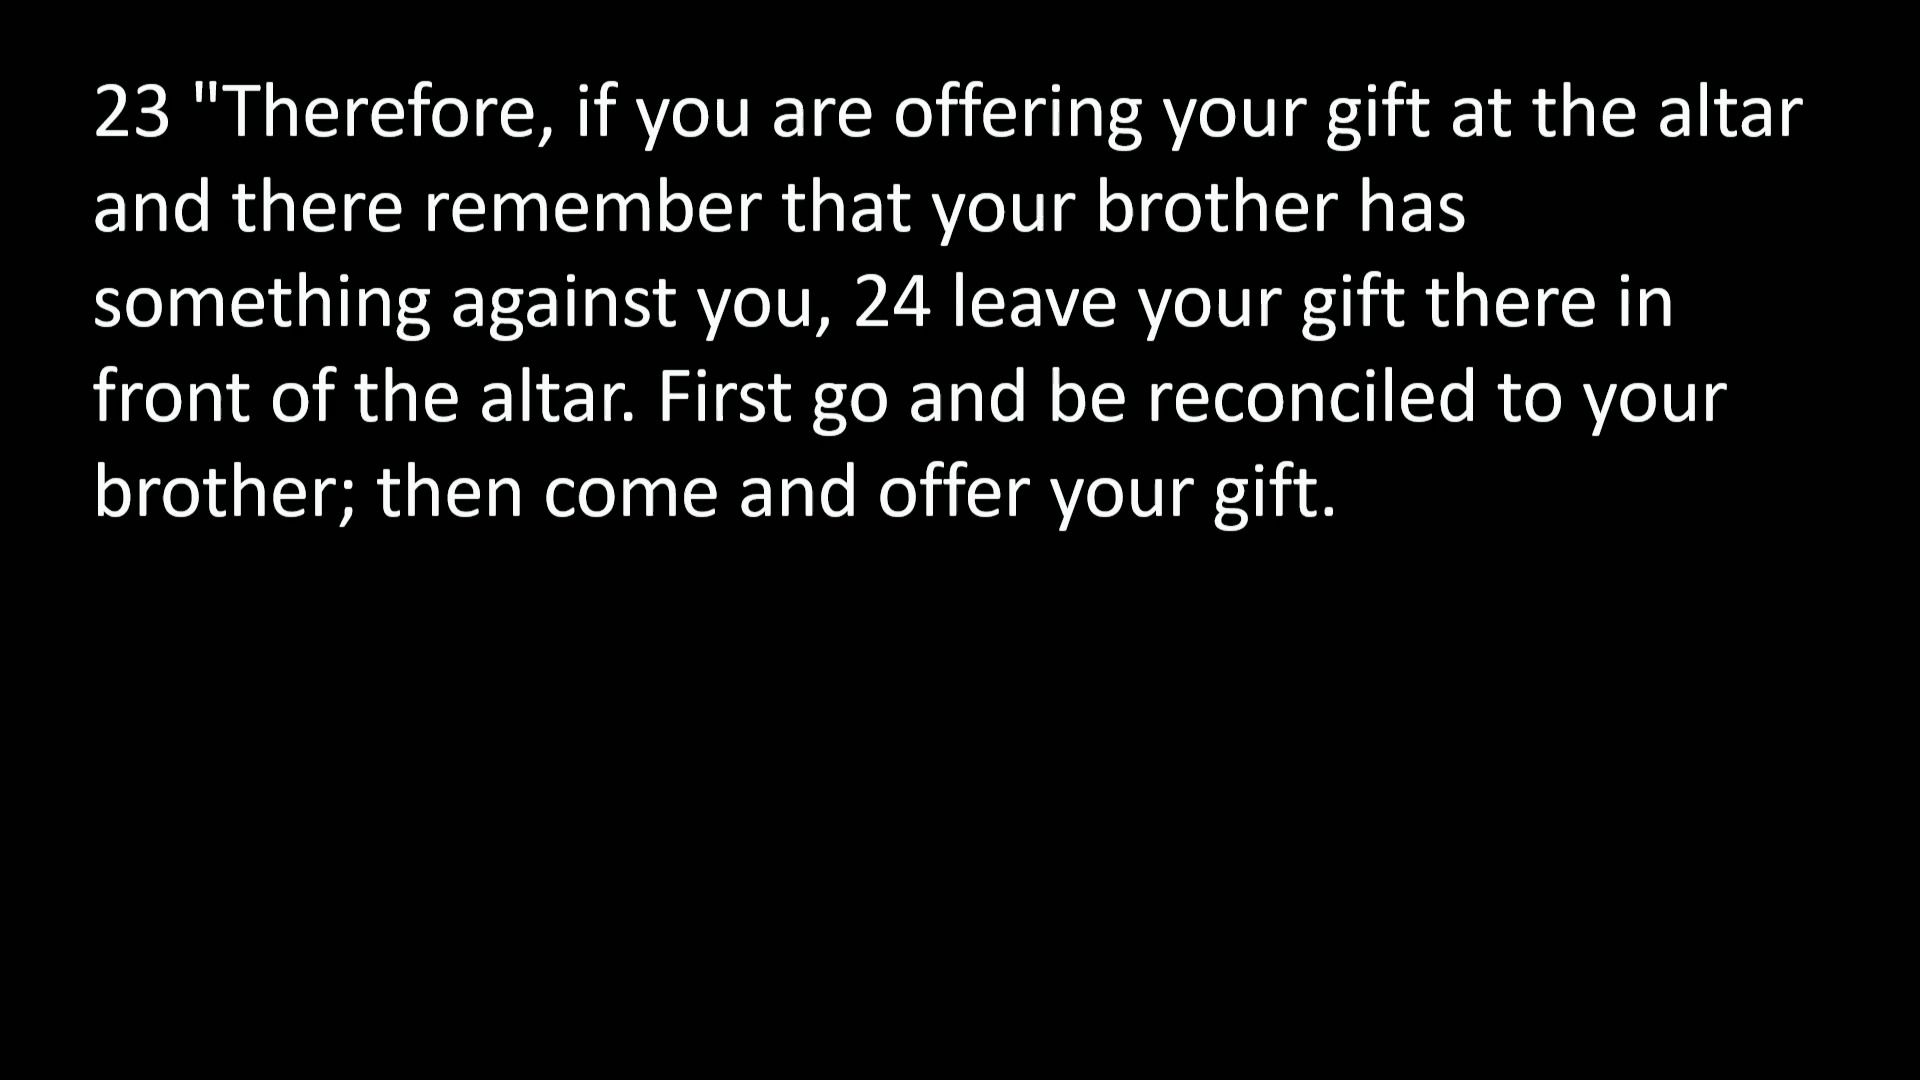 23 "Therefore, if you are offering your gift at the altar
and there remember that your brother has
something against you, 24 leave your gift there in
front of the altar. First go and be reconciled to your
brother; then come and offer your gift.